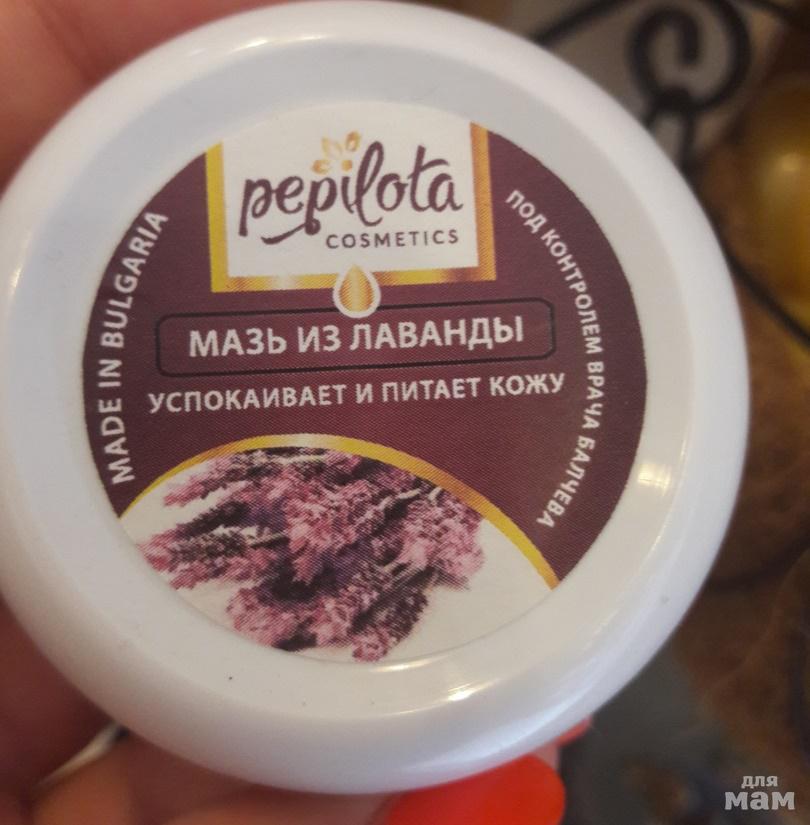 pepilota
COSMETICS
МАЗЬ ИЗ ЛАВАНДЫ
УСПОКАИВАЕТ И ПИТАЕТ КОЖУ
MADE IN BULGARIA
ПОД КОНТРОЛЕМ ВРАЧА БАЛЧЕВА
для
мам